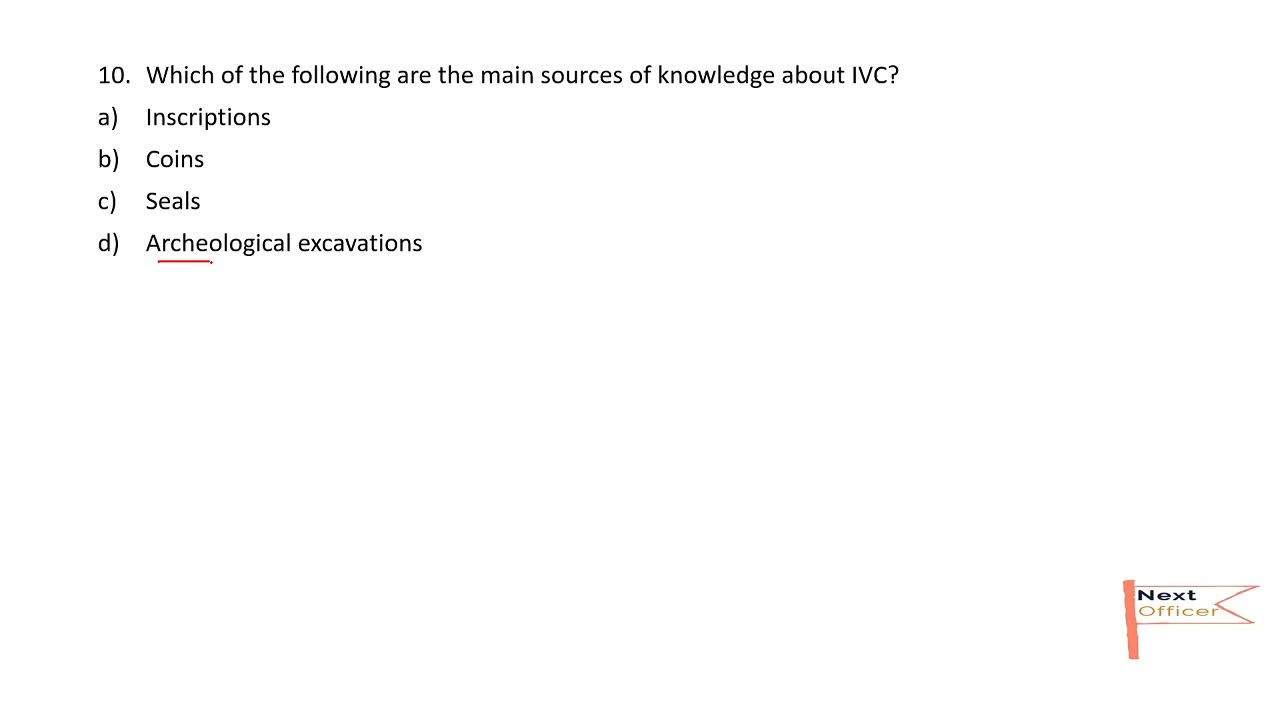 10. Which of the following are the main sources of knowledge about IVC?
a) Inscriptions
b) Coins
c) Seals
d) Archeological excavations
Next
Officer